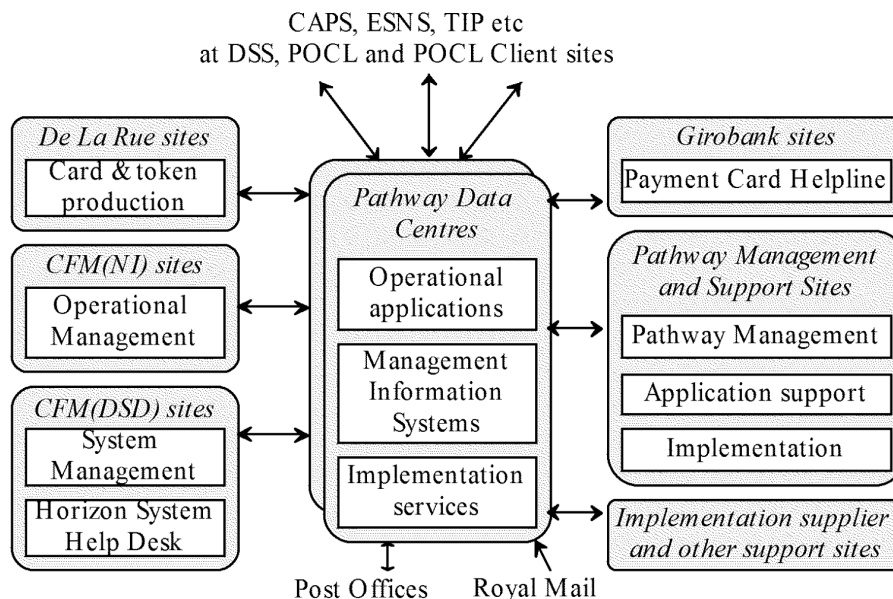 CAPS, ESNS, TIP etc
at DSS, POCL and POCL Client sites
De La Rue sites
Card & token
production
CFM(NI) sites
Operational
Management
CFM(DSD) sites
System
Management
Horizon System
Help Desk
Pathway Data
Centres
Operational
applications
Management
Information
Systems
Implementation
services
Girobank sites
Payment Card Helpline
Pathway Management
and Support Sites
Pathway Management
Application support
Implementation
Implementation supplier
and other support sites
Post Offices
Royal Mail